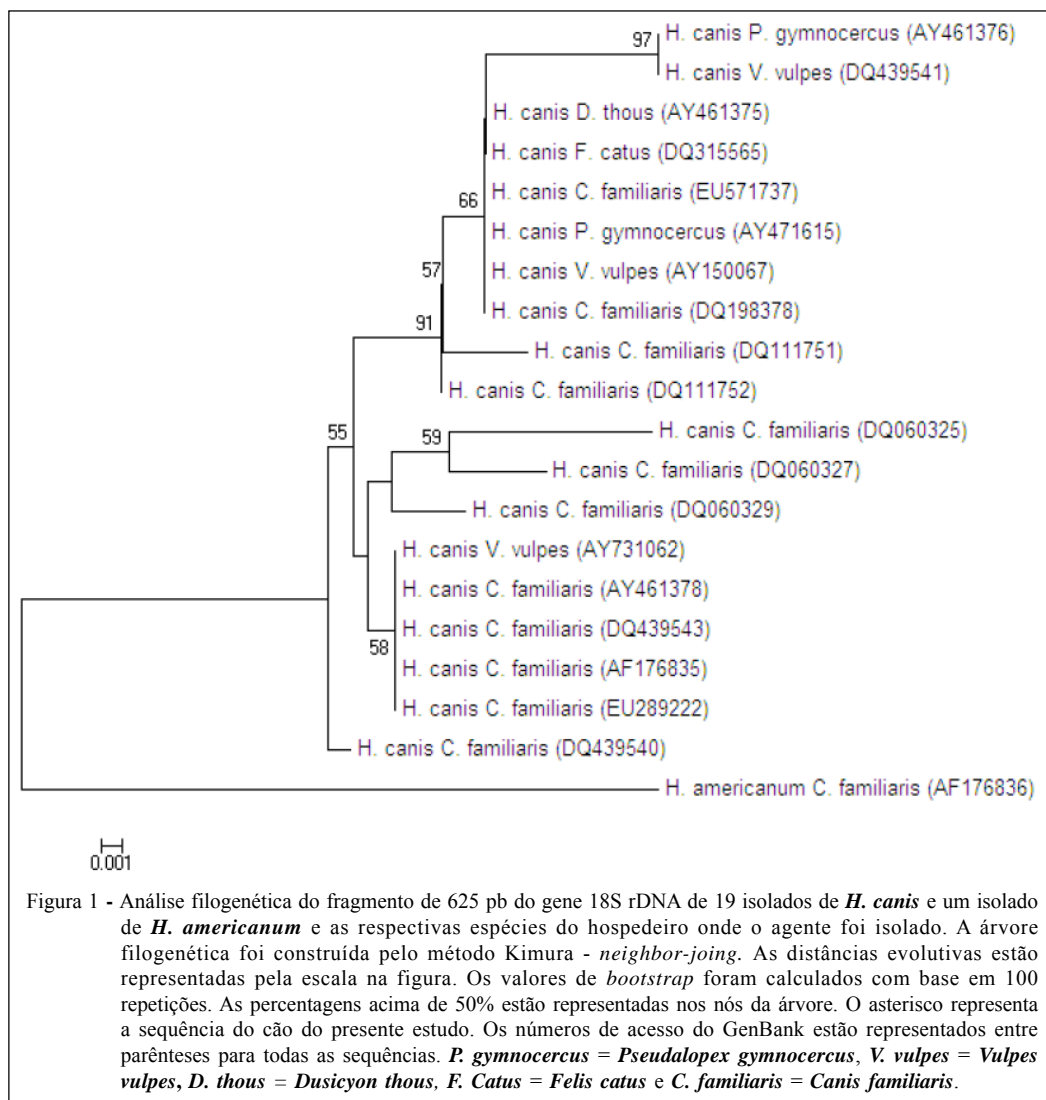 97
H. canis P. gymnocercus (AY461376)
H. canis V. vulpes (DQ439541)
H. canis D. thous (AY461375)
H. canis F. catus (DQ315565)
66
H. canis C. familiaris (EU571737)
H. canis P. gymnocercus (AY471615)
57
H. canis V. vulpes (AY150067)
H. canis C. familiaris (DQ198378)
91
H. canis C. familiaris (DQ111751)
H. canis C. familiaris (DQ111752)
55
59
H. canis C. familiaris (DQ060325)
H. canis C. familiaris (DQ060327)
H. canis C. familiaris (DQ060329)
H. canis V. vulpes (AY731062)
H. canis C. familiaris (AY461378)
H. canis C. familiaris (DQ439543)
58
H. canis C. familiaris (AF176835)
H. canis C. familiaris (EU289222)
H. canis C. familiaris (DQ439540)
H. americanum C. familiaris (AF176836)
0.001
Figura 1 - Análise filogenética do fragmento de 625 pb do gene 18S rDNA de 19 isolados de H. canis e um isolado
de H. americanum e as respectivas espécies do hospedeiro onde o agente foi isolado. A árvore
filogenética foi construída pelo método Kimura - neighbor-joing. As distâncias evolutivas estão
representadas pela escala na figura. Os valores de bootstrap foram calculados com base em 100
repetições. As percentagens acima de 50% estão representadas nos nós da árvore. O asterisco representa
a sequência do cão do presente estudo. Os números de acesso do GenBank estão representados entre
parênteses para todas as sequências. P. gymnocercus = Pseudalopex gymnocercus, V. vulpes = Vulpes
vulpes, D. thous = Dusicyon thous, F. Catus = Felis catus e C. familiaris = Canis familiaris.